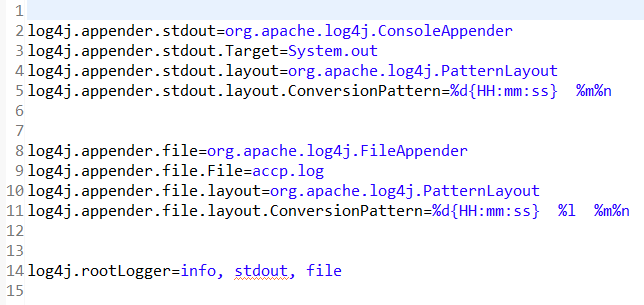 1
2 log4j.appender.stdout=org.apache.log4j.ConsoleAppender
3 log4j.appender.stdout.Target=System.out
4 log4j.appender.stdout.layout=org.apache.log4j.PatternLayout
5 log4j.appender.stdout.layout.ConversionPattern=%d{HH:mm:ss}  %m%n
6
7
8 log4j.appender.file=org.apache.log4j.FileAppender
9 log4j.appender.file.File=accp.log
10 log4j.appender.file.layout=org.apache.log4j.PatternLayout
11 log4j.appender.file.layout.ConversionPattern=%d{HH:mm:ss}  %l  %m%n
12
13
14 log4j.rootLogger=info, stdout, file
15